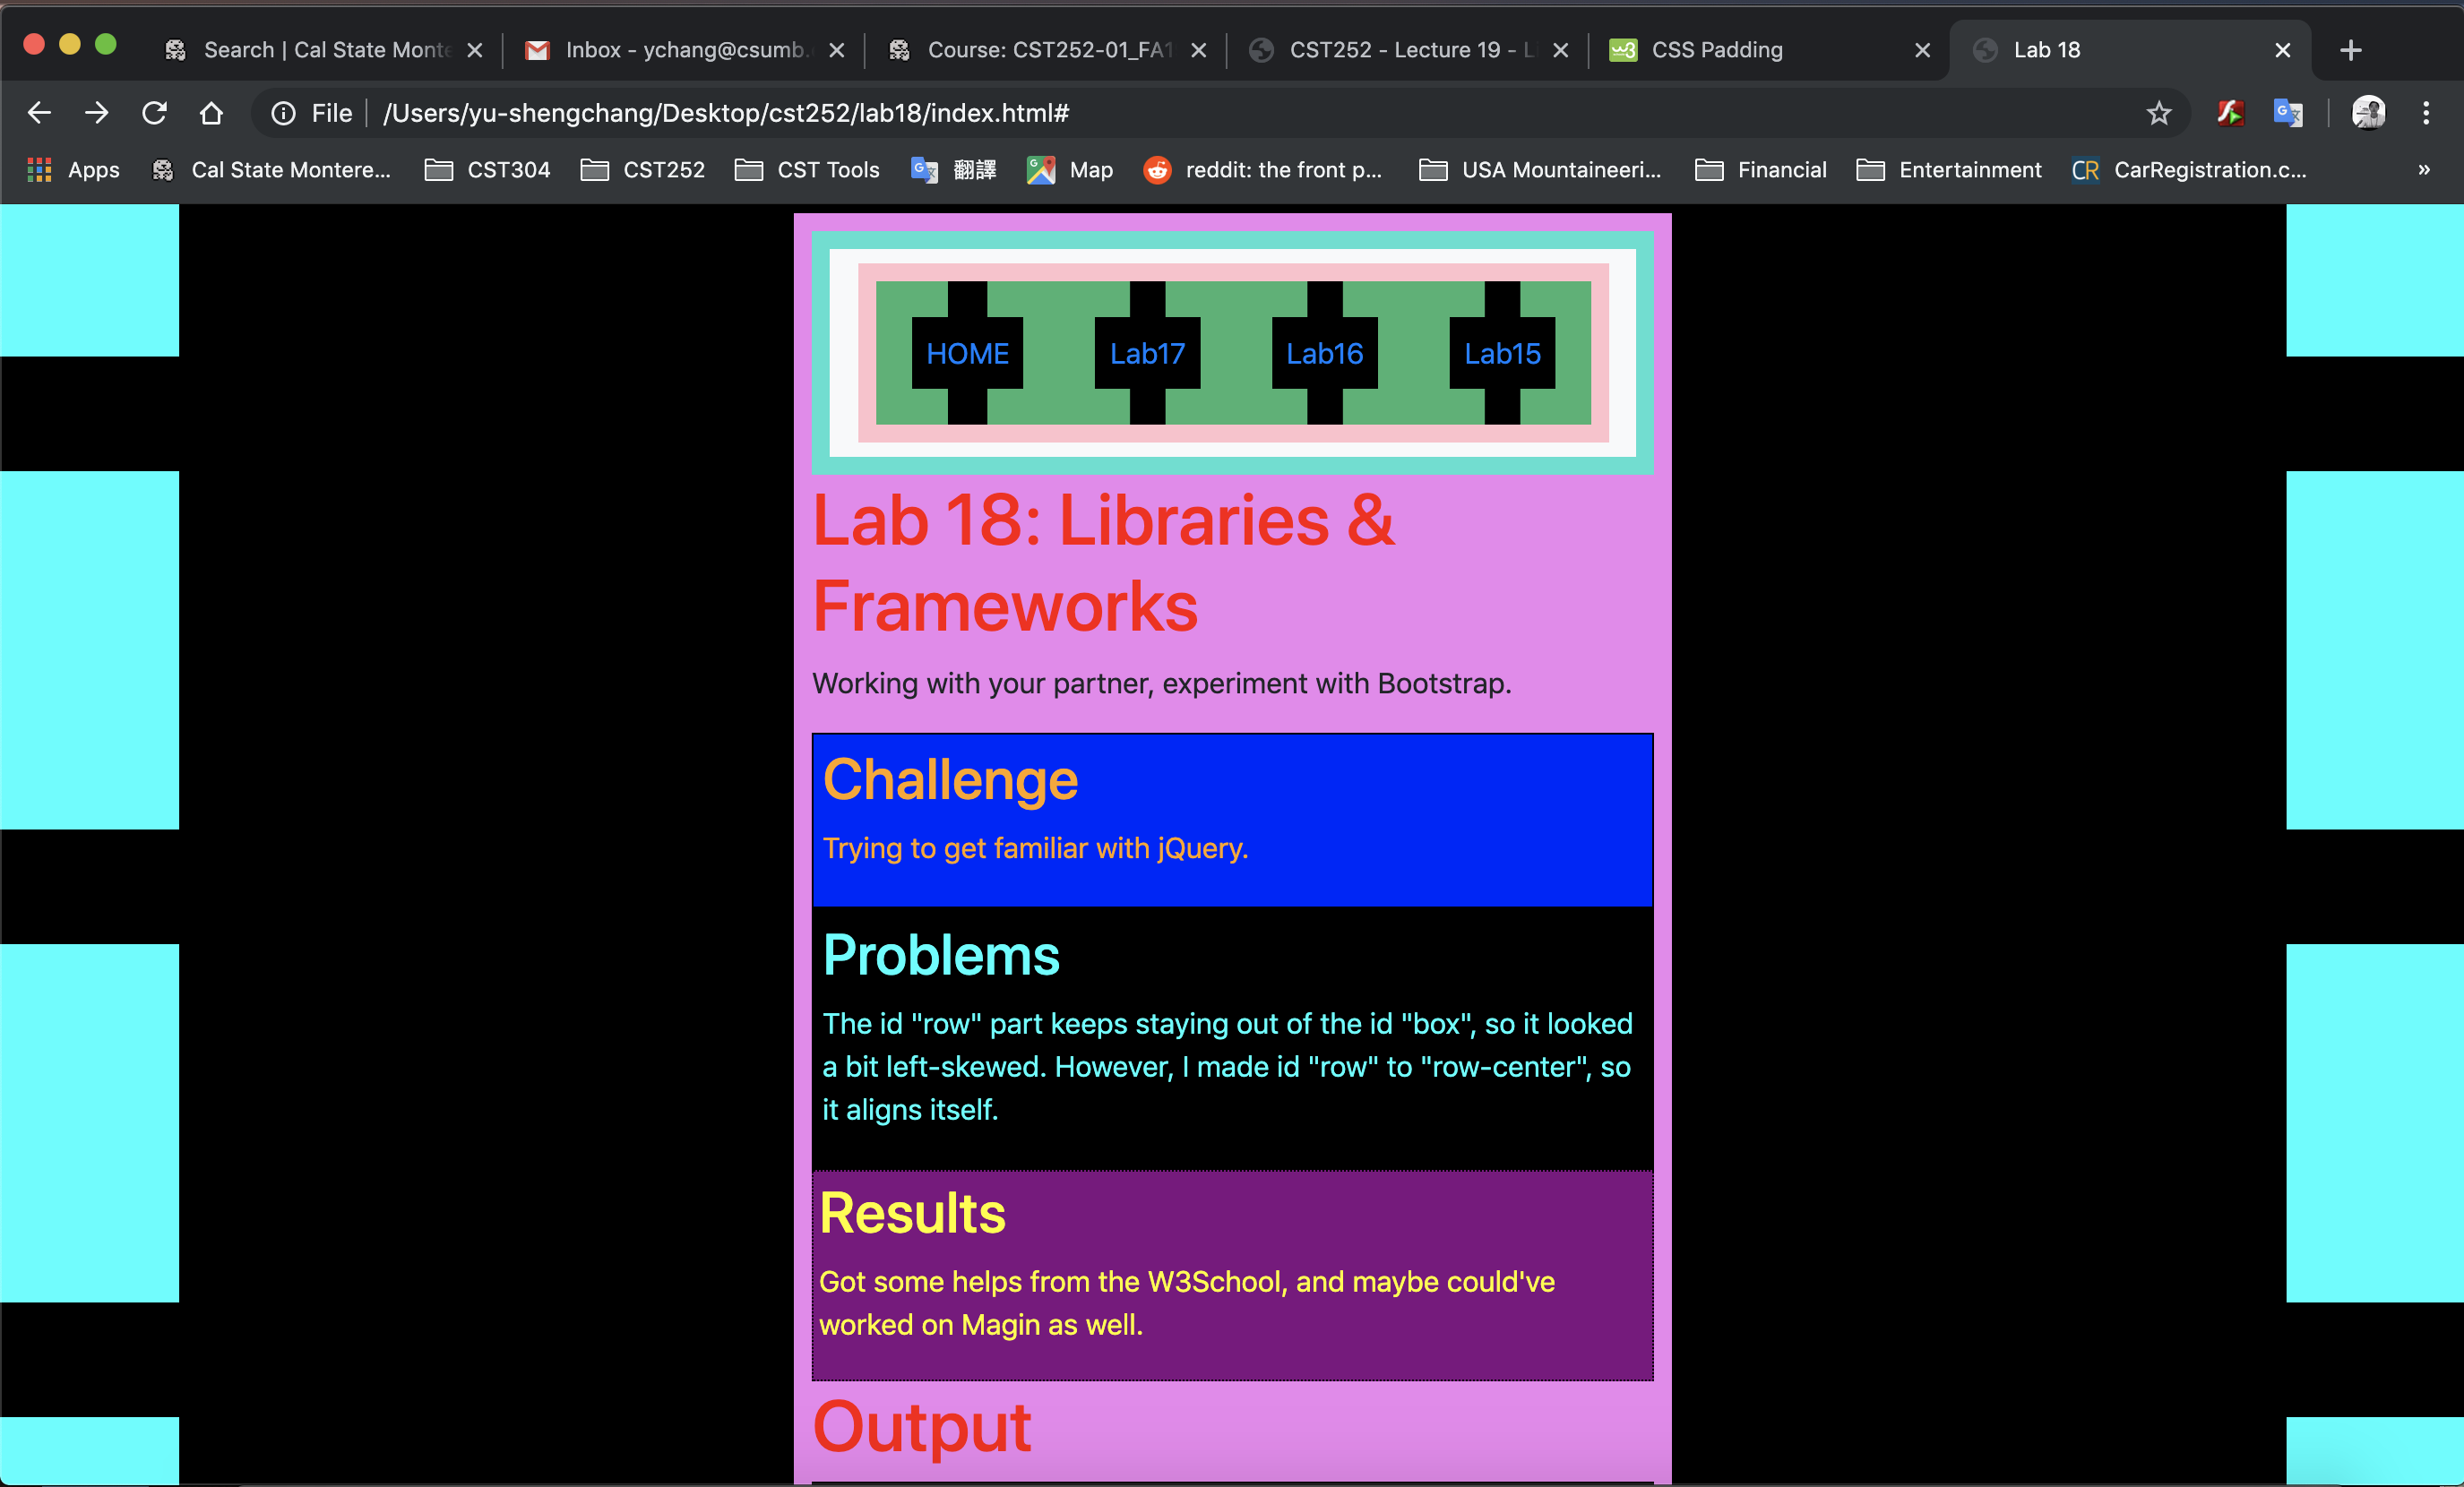 Search | Cal State Monte
Inbox - ychang@csumb.
Course: CST252-01_FA1
CST252 - Lecture 19 - L
CSS Padding
Lab 18
File
/Users/yu-shengchang/Desktop/cst252/lab18/index.html#
Apps
Cal State Montere...
CST304
CST252
CST Tools
翻譯
Map
reddit: the front p...
USA Mountaineeri...
Financial
Entertainment
CR CarRegistration.c...
»
HOME
Lab17
Lab16
Lab15
Lab 18: Libraries &
Frameworks
Working with your partner, experiment with Bootstrap.
Challenge
Trying to get familiar with jQuery.
Problems
The id "row" part keeps staying out of the id "box", so it looked
a bit left-skewed. However, I made id "row" to "row-center", so
it aligns itself.
Results
Got some helps from the W3School, and maybe could've
worked on Magin as well.
Output